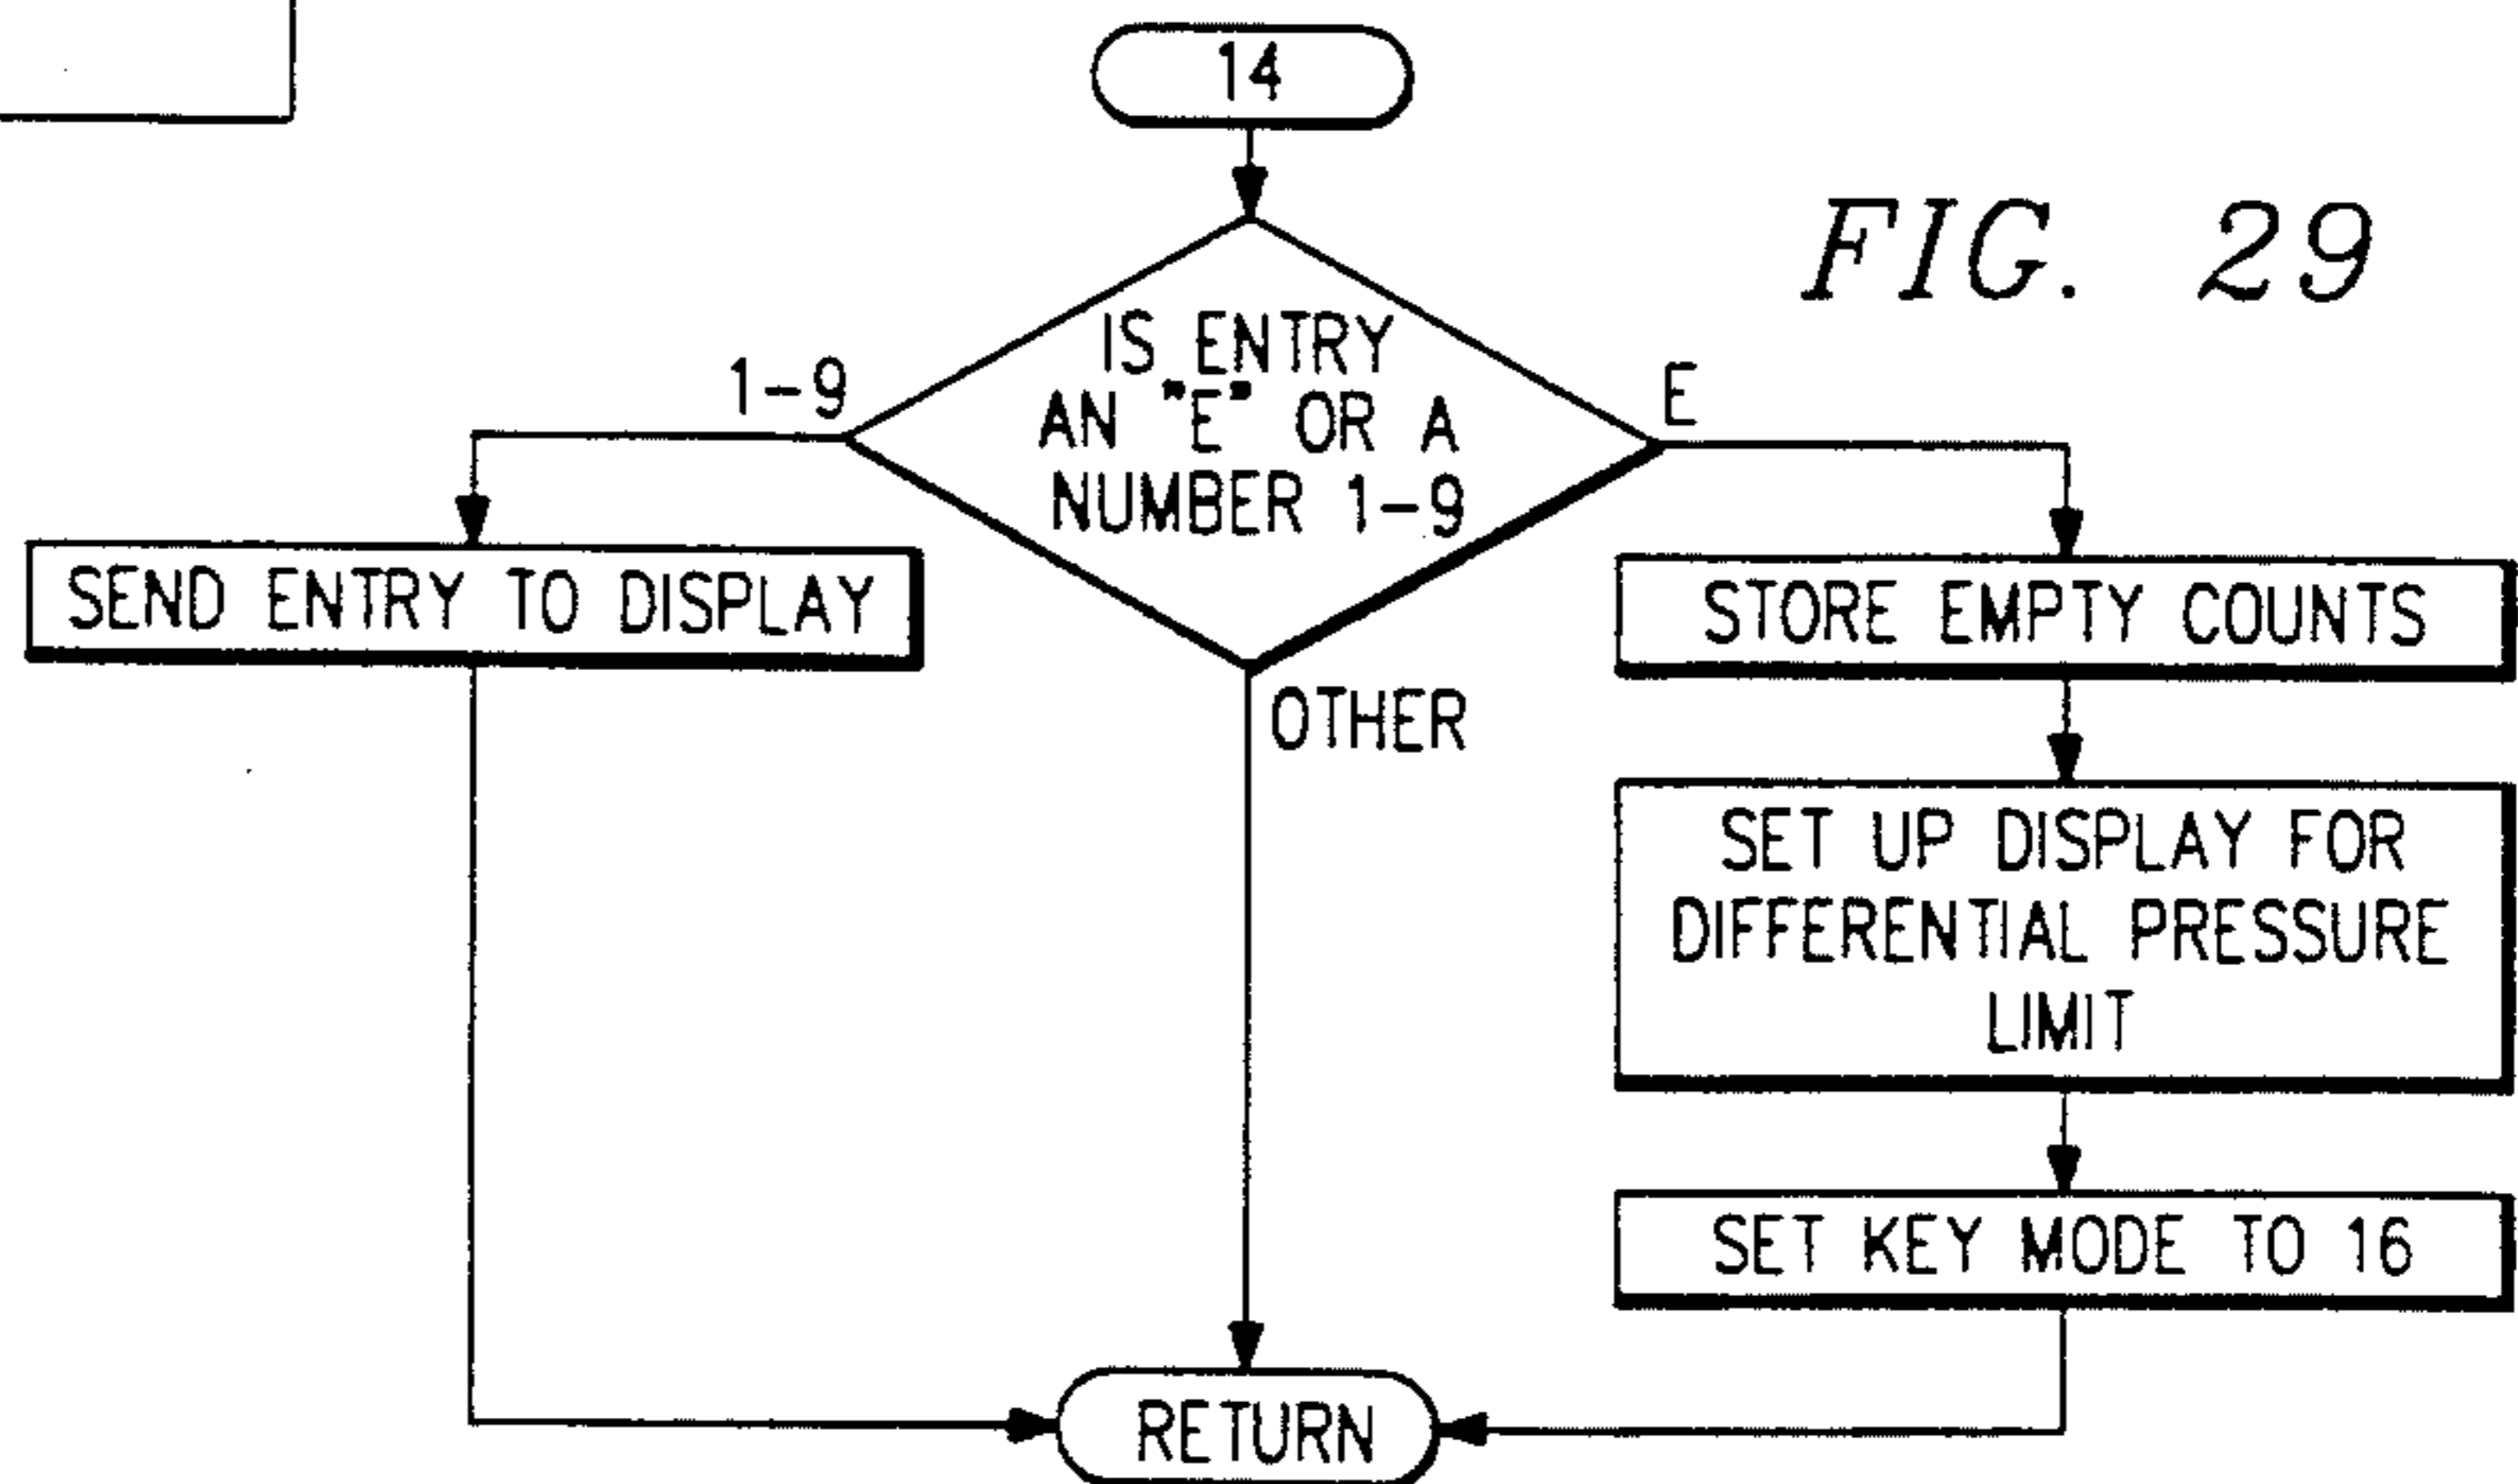 14
FIG. 29
IS ENTRY
AN "E" OR A
NUMBER 1-9
1-9
E
OTHER
SEND ENTRY TO DISPLAY
STORE EMPTY COUNTS
SET UP DISPLAY FOR
DIFFERENTIAL PRESSURE
LIMIT
SET KEY MODE TO 16
RETURN